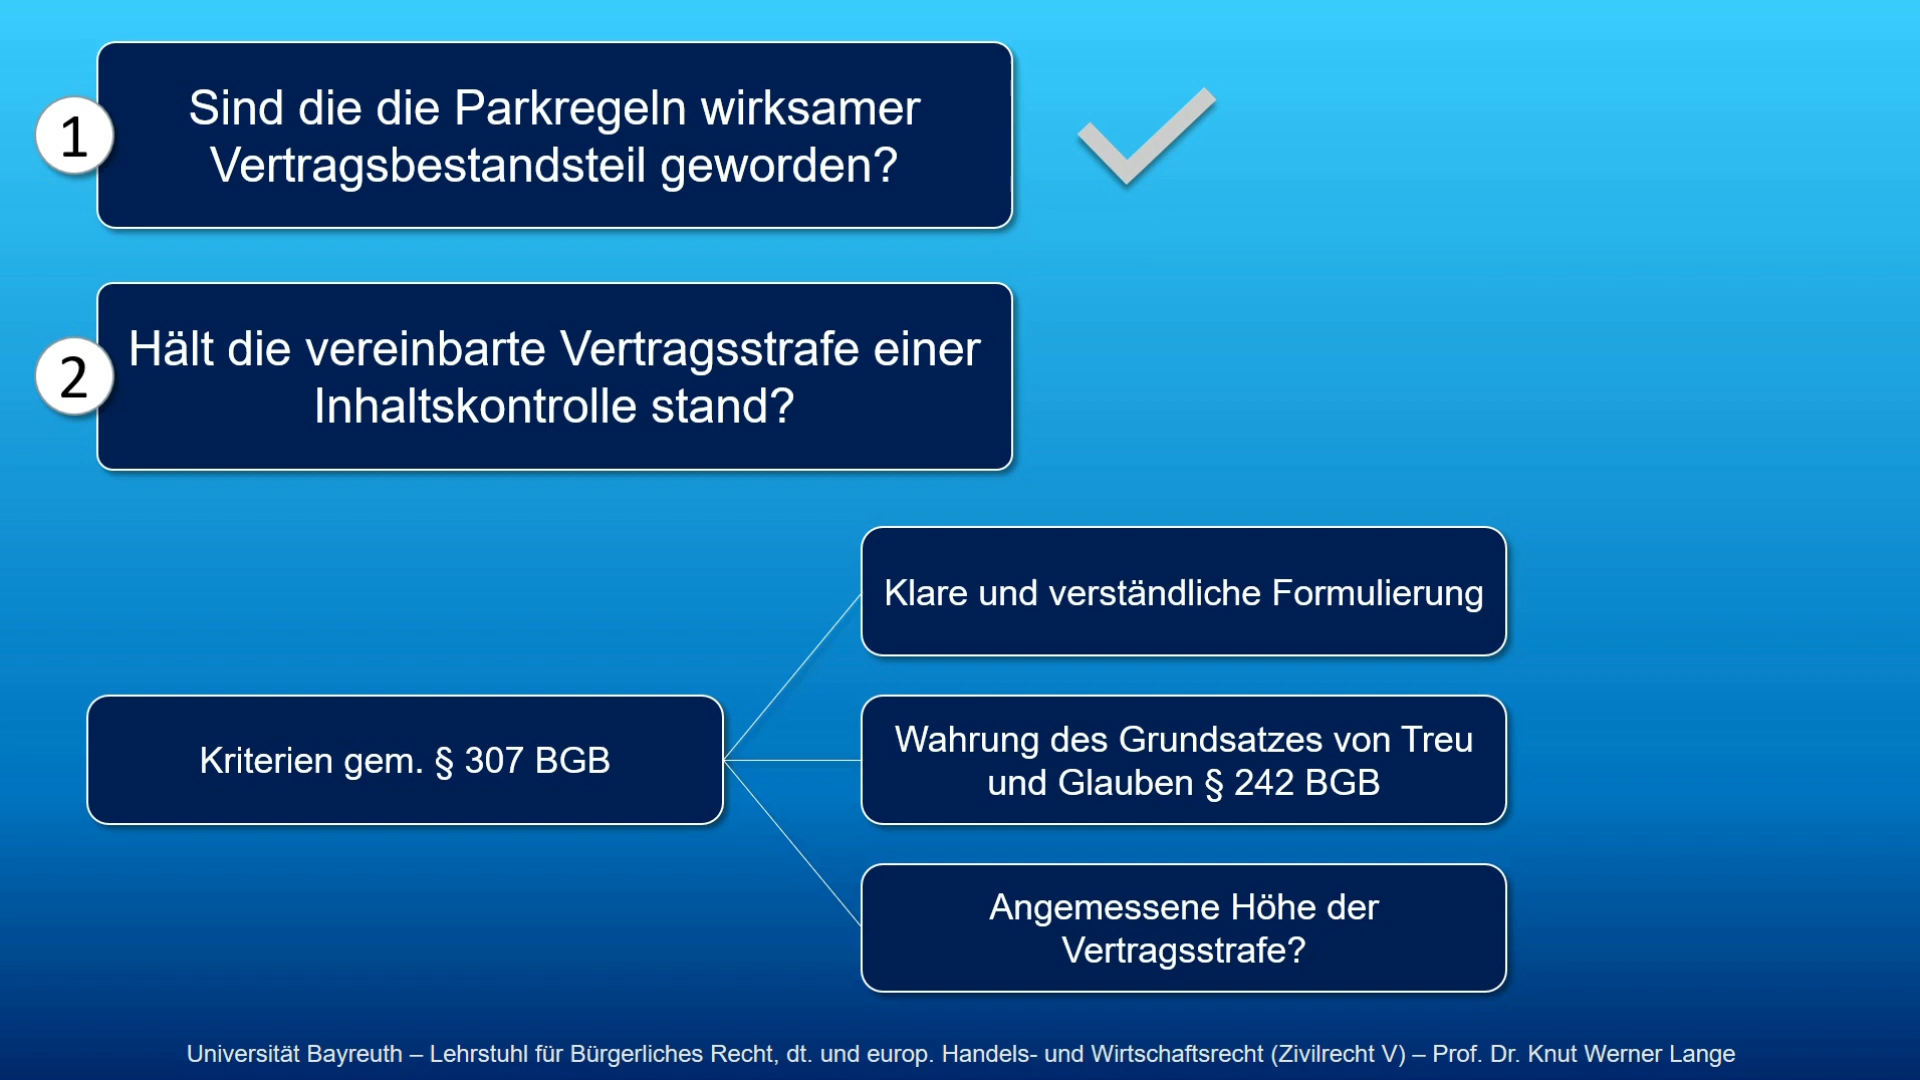 1
Sind die die Parkregeln wirksamer
Vertragsbestandsteil geworden?
2
Hält die vereinbarte Vertragsstrafe einer
Inhaltskontrolle stand?
Kriterien gem. § 307 BGB
Klare und verständliche Formulierung
Wahrung des Grundsatzes von Treu
und Glauben § 242 BGB
Angemessene Höhe der
Vertragsstrafe?
Universität Bayreuth – Lehrstuhl für Bürgerliches Recht, dt. und europ. Handels- und Wirtschaftsrecht (Zivilrecht V) – Prof. Dr. Knut Werner Lange